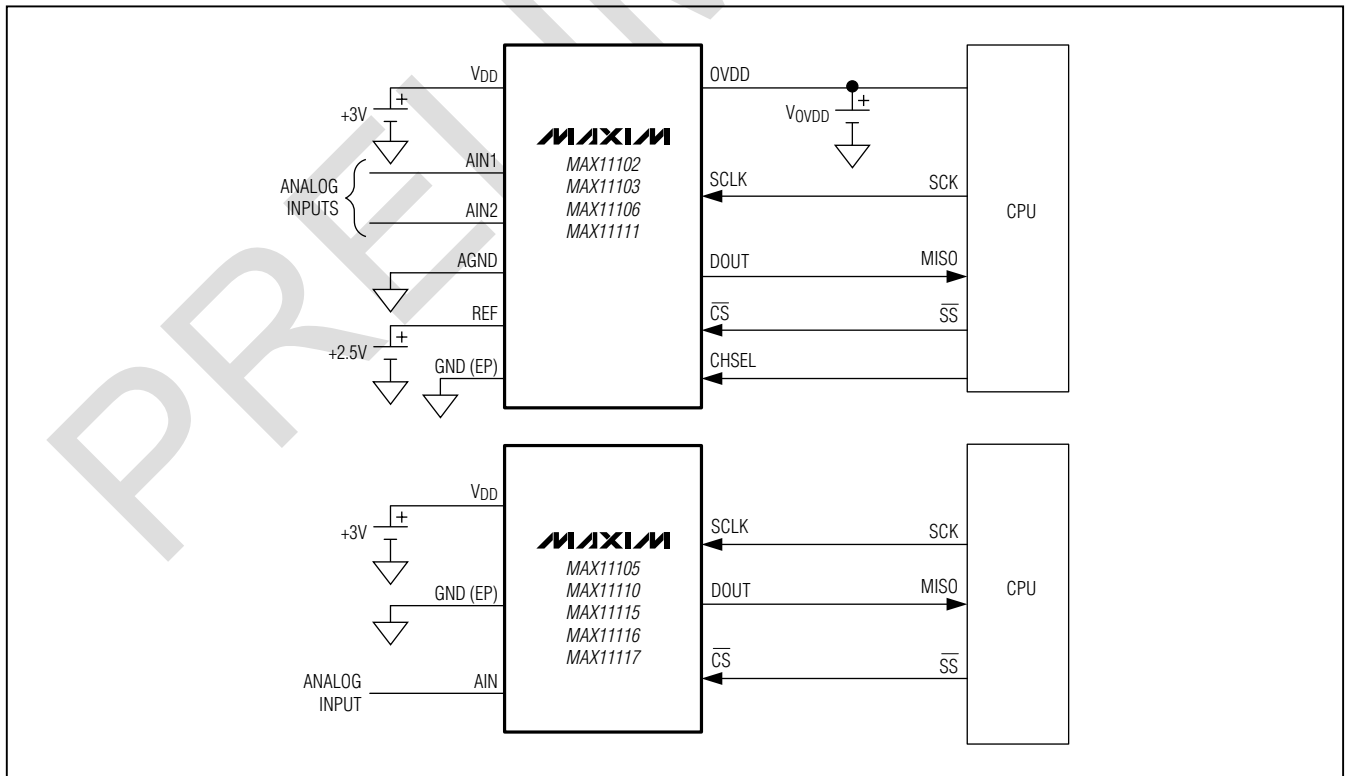 PRELIM
VDD
+
+3V
ANALOG
INPUTS
AIN1
AIN2
AGND
REF
+
+2.5V
GND (EP)
MAXIM
MAX11102
MAX11103
MAX11106
MAX11111
OVDD
VOVDD
+
SCLK
SCK
DOUT
MISO
CS
SS
CHSEL
CPU
VDD
+
+3V
GND (EP)
ANALOG
INPUT
AIN
MAXIM
MAX11105
MAX11110
MAX11115
MAX11116
MAX11117
SCLK
SCK
DOUT
MISO
CS
SS
CPU